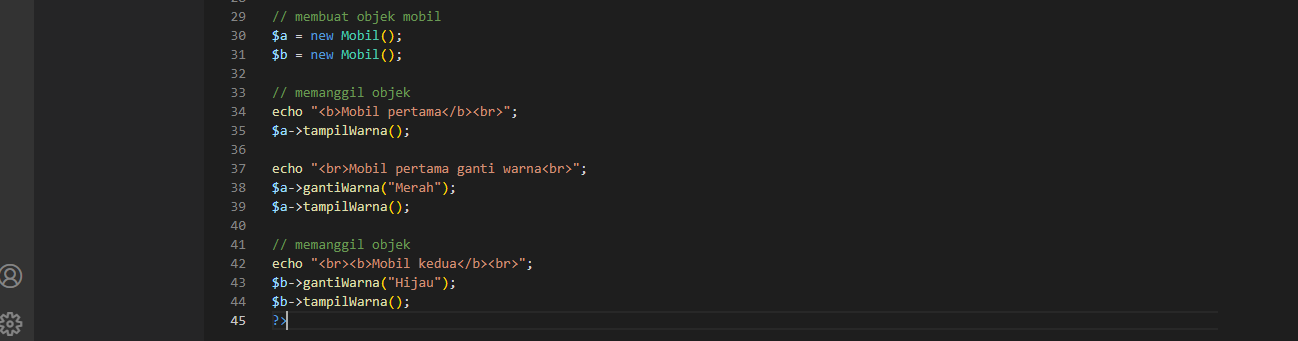 29 // membuat objek mobil
30 $a = new Mobil();
31 $b = new Mobil();
32
33 // memanggil objek
34 echo "<b>Mobil pertama</b><br>";
35 $a->tampilWarna();
36
37 echo "<br>Mobil pertama ganti warna<br>";
38 $a->gantiWarna("Merah");
39 $a->tampilWarna();
40
41 // memanggil objek
42 echo "<br><b>Mobil kedua</b><br>";
43 $b->gantiWarna("Hijau");
44 $b->tampilWarna();
45 ?>